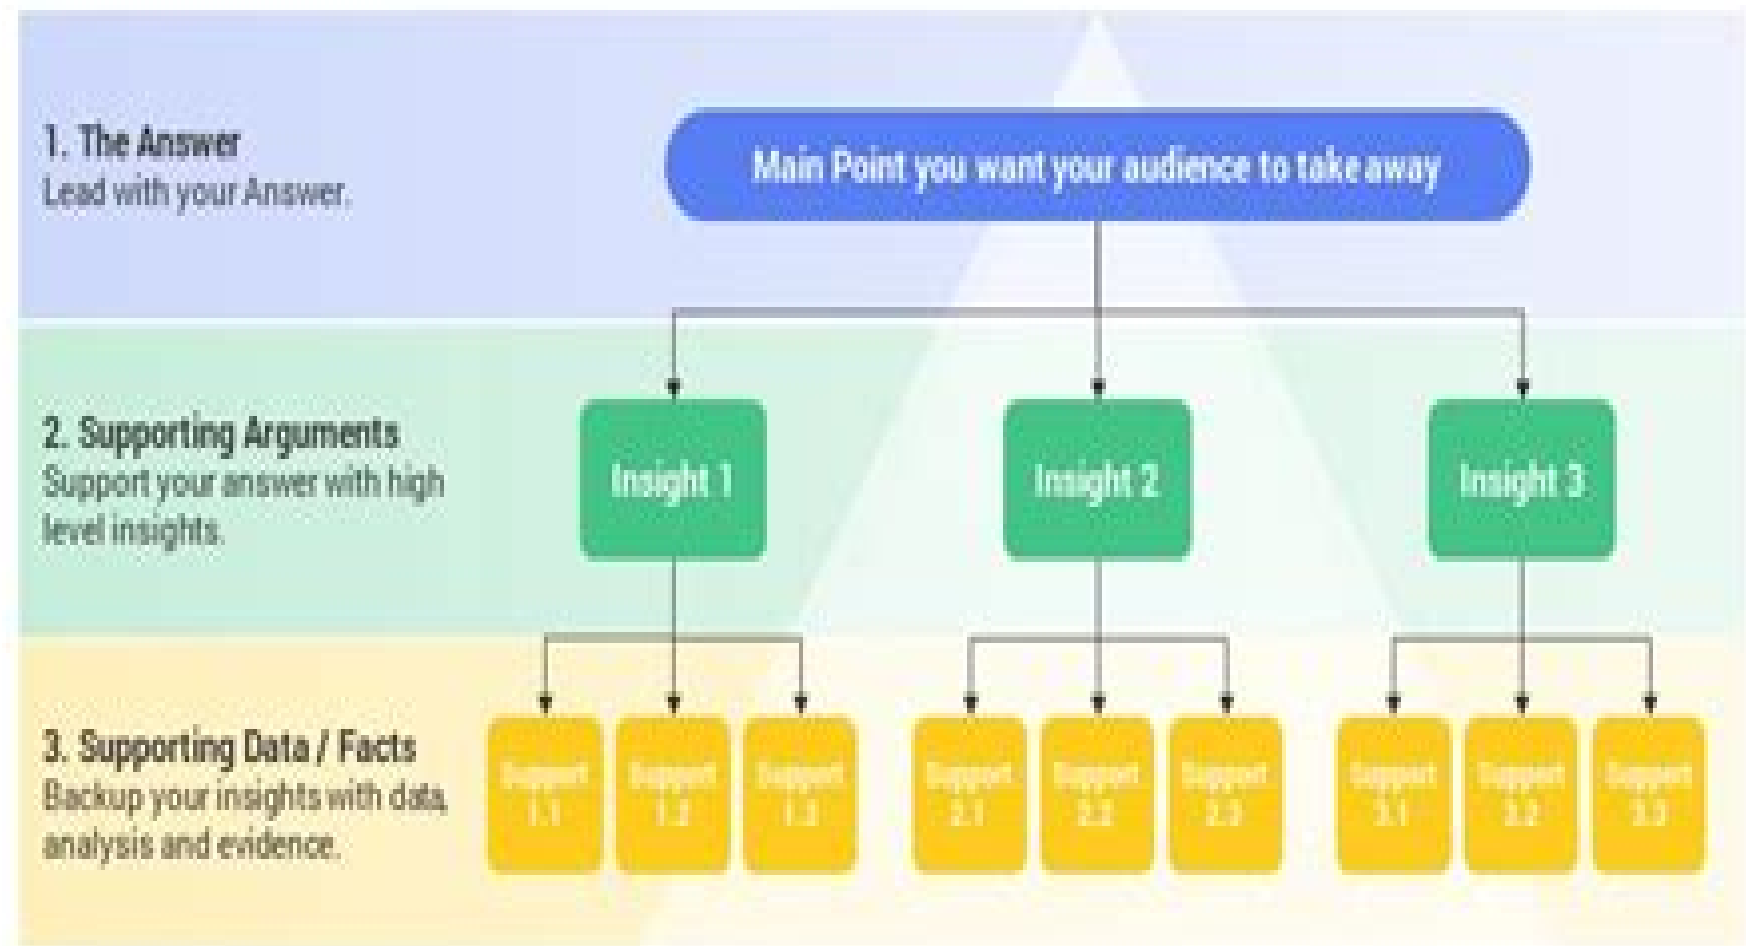 1. The Answer
Lead with your Answer.
Main Point you want your audience to take away
2. Supporting Arguments
Support your answer with high
level insights.
Insight 1
Insight 2
Insight 3
3. Supporting Data / Facts
Backup your insights with data,
analysis and evidence.
Support
1.1
Support
1.2
Support
1.3
Support
2.1
Support
2.2
Support
2.3
Support
3.1
Support
3.2
Support
3.3